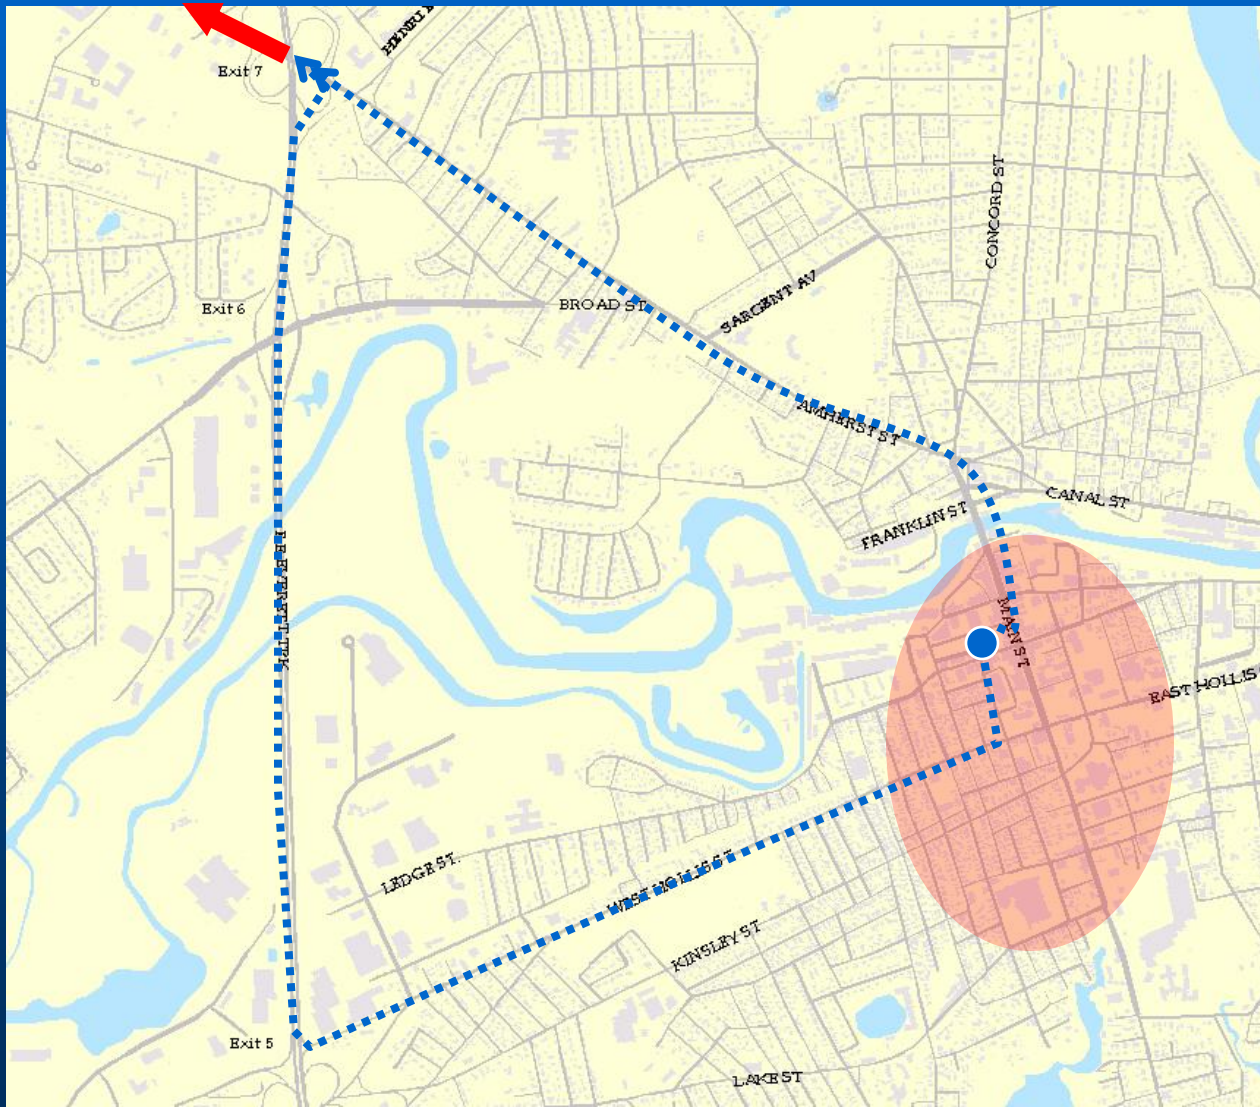 HENRI B
Exit 7
CONCORD ST
SARGENT AV
Exit 6
BROAD ST
AMHERST ST
CANAL ST
FRANKLIN ST
MAIN ST
EAST HOLLIS
LEDGE ST.
WEST HOLLIS ST
KINSLEY ST
Exit 5
LAKE ST